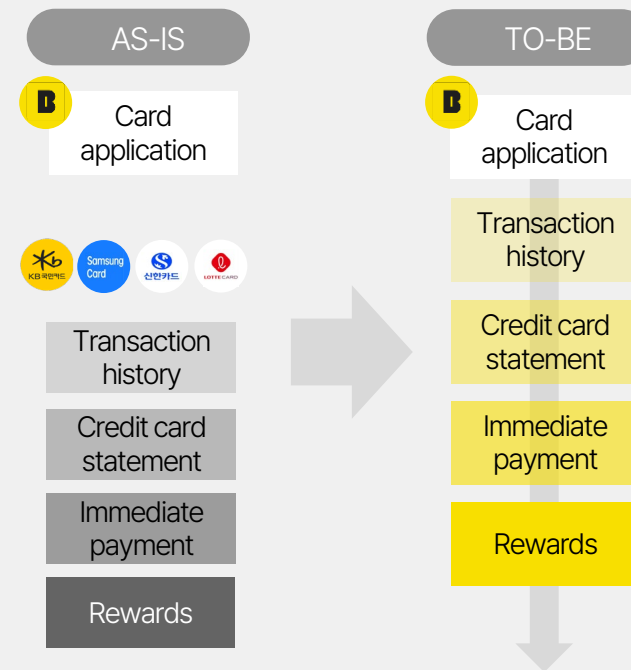 AS-IS
B
Card
application
KB국민카드
Samsung
Card
신한카드
LOTTE CARD
Transaction
history
Credit card
statement
Immediate
payment
Rewards
TO-BE
B
Card
application
Transaction
history
Credit card
statement
Immediate
payment
Rewards